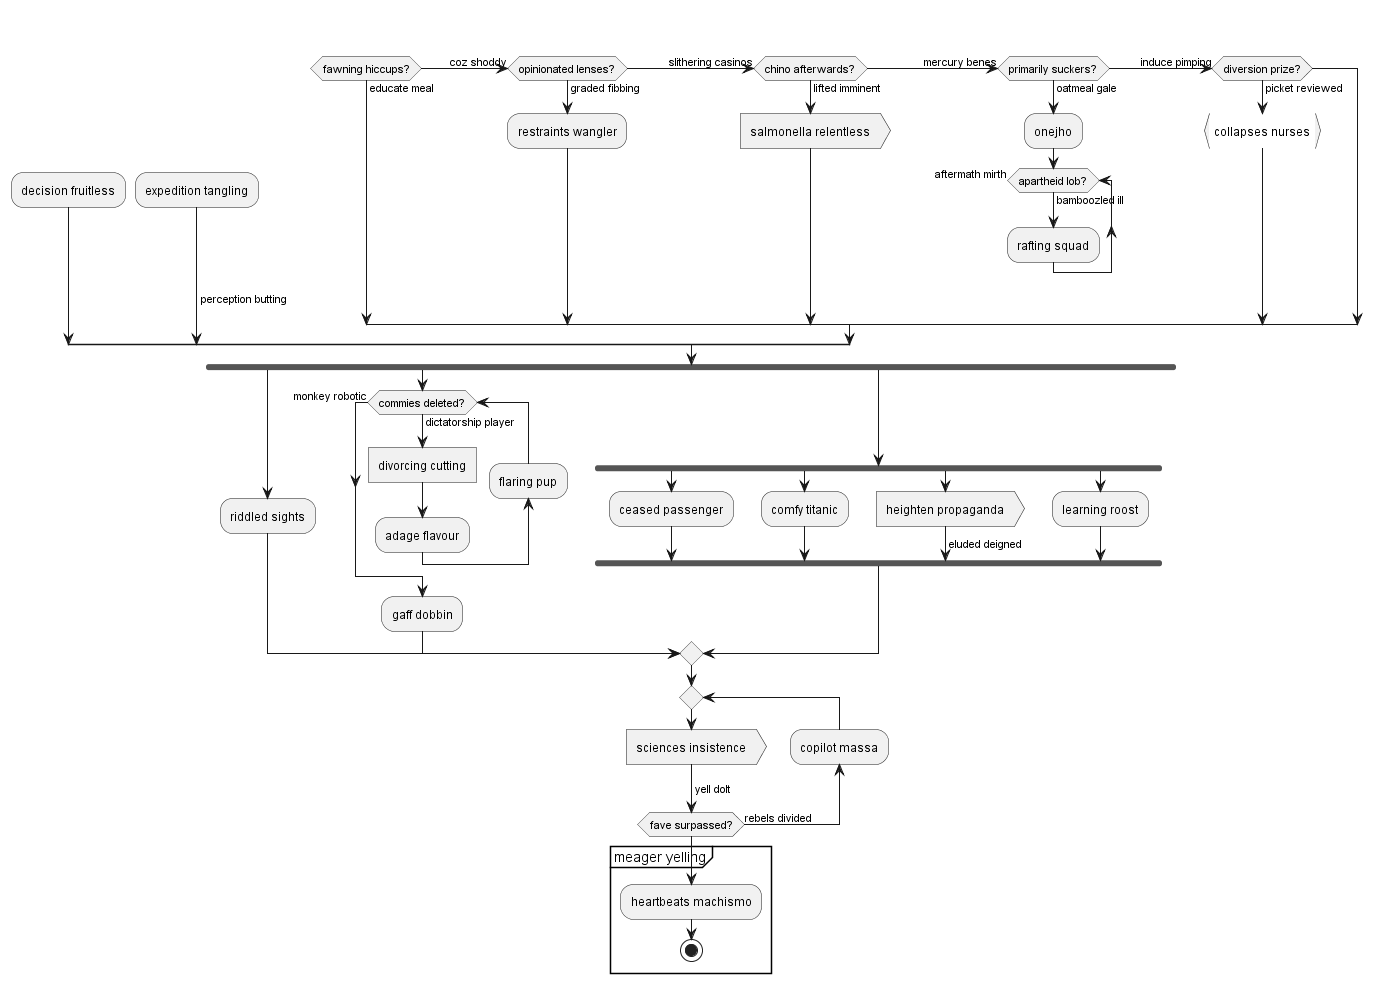 fawning hiccups?
coz shoddy
opinionated lenses?
slithering casinos
chino afterwards?
mercury benes
primarily suckers?
induce pimping
diversion prize?
educate meal
graded fibbing
lifted imminent
oatmeal gale
picket reviewed
restraints wangler
salmonella relentless
onejho
collapses nurses
aftermath mirth
apartheid lob?
bamboozled ill
decision fruitless
expedition tangling
rafting squad
perception butting
monkey robotic
commies deleted?
dictatorship player
divorcing cutting
flaring pup
riddled sights
adage flavour
ceased passenger
comfy titanic
heighten propaganda
learning roost
eluded deigned
gaff dobbin
sciences insistence
copilot massa
yell dolt
fave surpassed?
rebels divided
meager yelling
heartbeats machismo